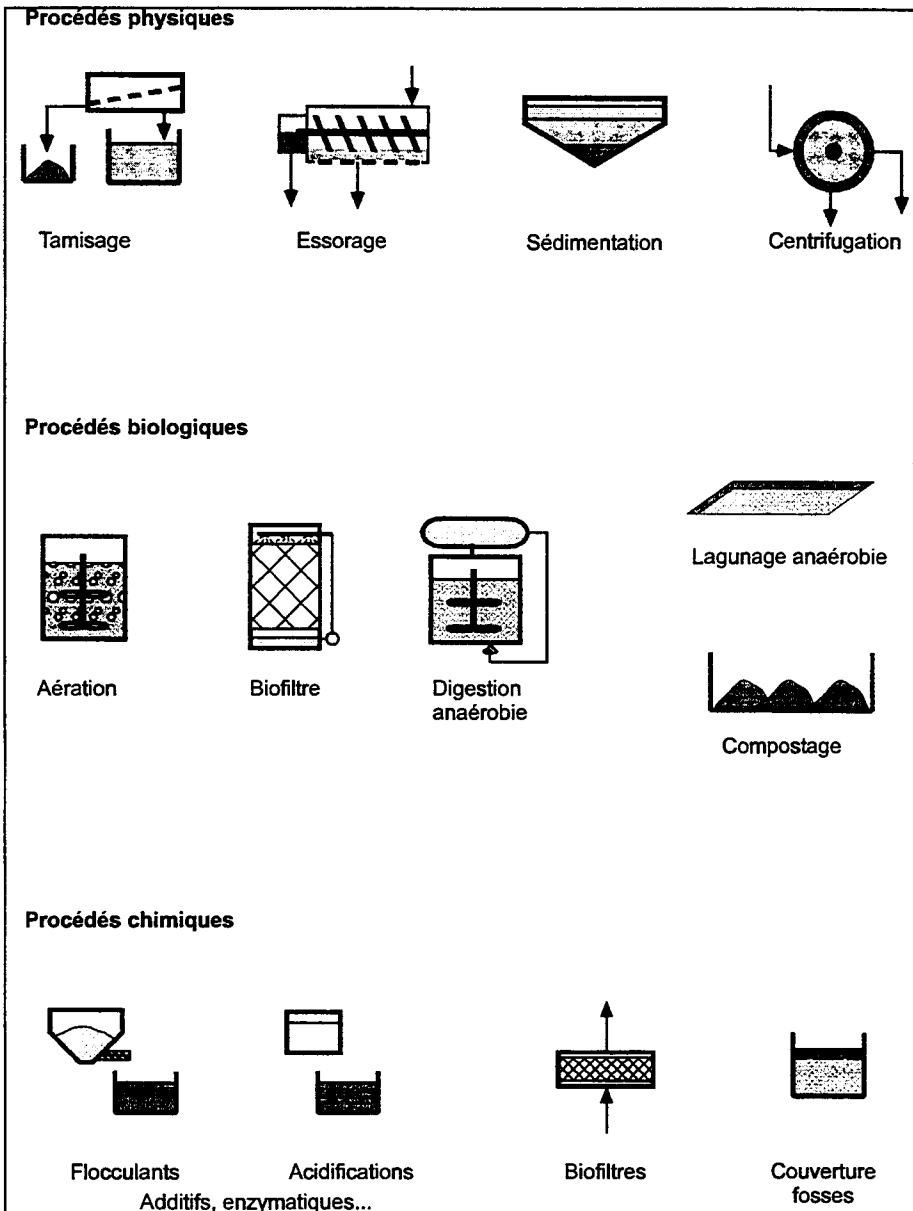 Procédés physiques
Tamisage
Essorage
Sédimentation
Centrifugation
Procédés biologiques
Lagunage anaérobie
Aération
Biofiltre
Digestion
anaérobie
Compostage
Procédés chimiques
Flocculants
Acidifications
Biofiltres
Couverture
fosses
Additifs, enzymatiques...